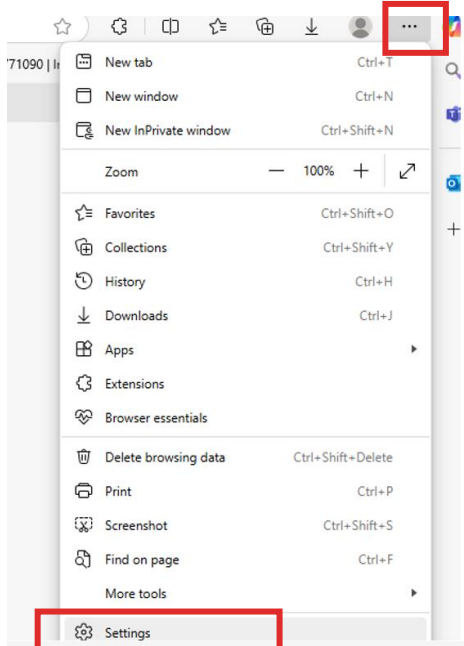 71090 | I
New tab Ctrl+T
New window Ctrl+N
New InPrivate window Ctrl+Shift+N
Zoom 100%
Favorites Ctrl+Shift+O
Collections Ctrl+Shift+Y
History Ctrl+H
Downloads Ctrl+J
Apps
Extensions
Browser essentials
Delete browsing data Ctrl+Shift+Delete
Print Ctrl+P
Screenshot Ctrl+Shift+S
Find on page Ctrl+F
More tools
Settings